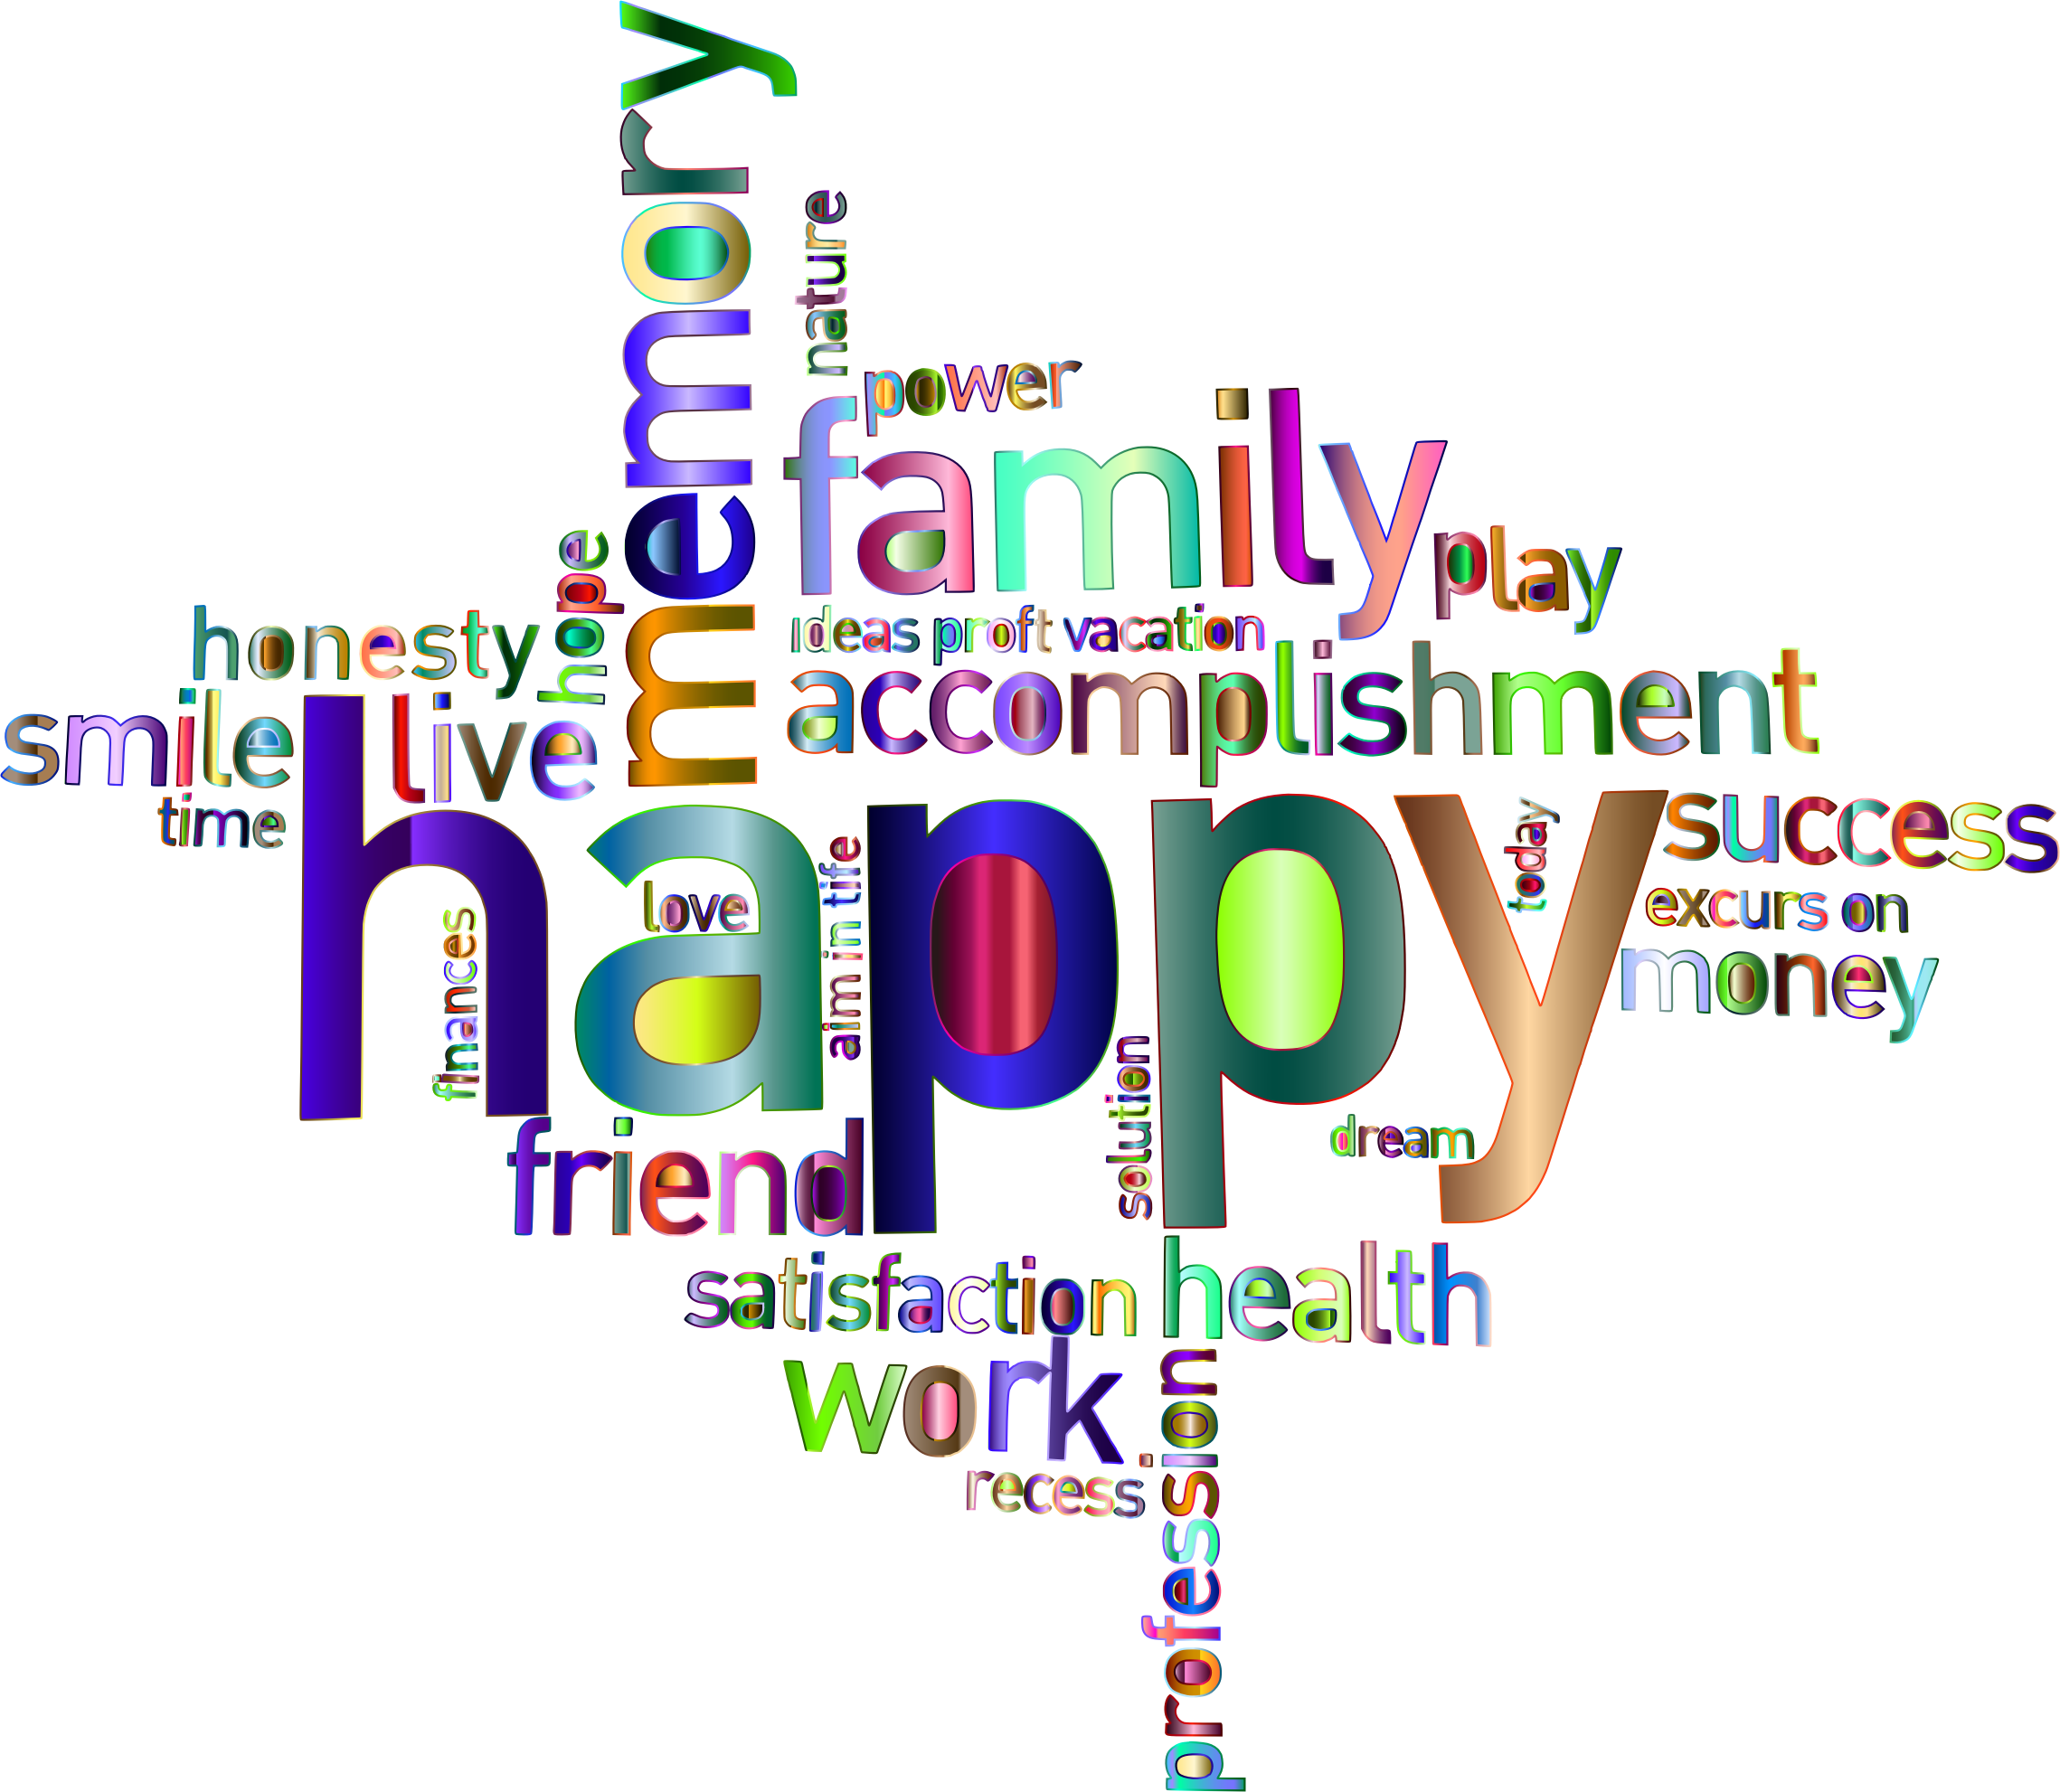 memory
nature
power
family
play
hope
honesty
ideas proft vacation
accomplishment
smile
live
time
happy
success
today
love
aim in tife
excurs on
finances
money
solution
dream
friend
satisfaction
health
work
recess
profession